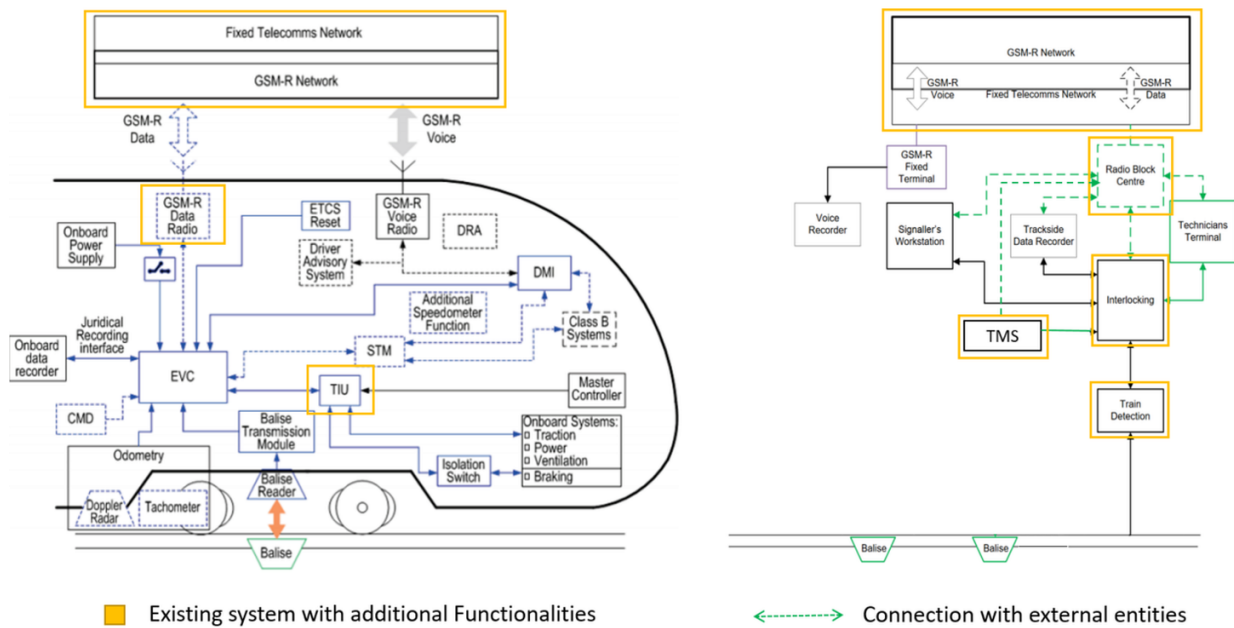 Fixed Telecomms Network
GSM-R Network
GSM-R
Data
GSM-R
Voice
GSM-R
Data
Radio
ETCS
Reset
GSM-R
Voice
Radio
DRA
Onboard
Power
Supply
Driver
Advisory
System
DMI
Additional
Speedometer
Function
Class B
Systems
Juridical
Recording
interface
Onboard
data
recorder
EVC
STM
TIU
Master
Controller
CMD
Balise
Transmission
Module
Onboard
Systems:
Traction
Power
Ventilation
Braking
Odometry
Isolation
Switch
Balise
Reader
Doppler
Radar
Tachometer
Balise
GSM-R Network
GSM-R
Voice
GSM-R
Data
Fixed Telecomms Network
GSM-R
Fixed
Terminal
Radio Block
Centre
Voice
Recorder
Signaller's
Workstation
Trackside
Data Recorder
Technicians
Terminal
Interlocking
TMS
Train
Detection
Balise
Balise
Existing system with additional Functionalities
Connection with external entities